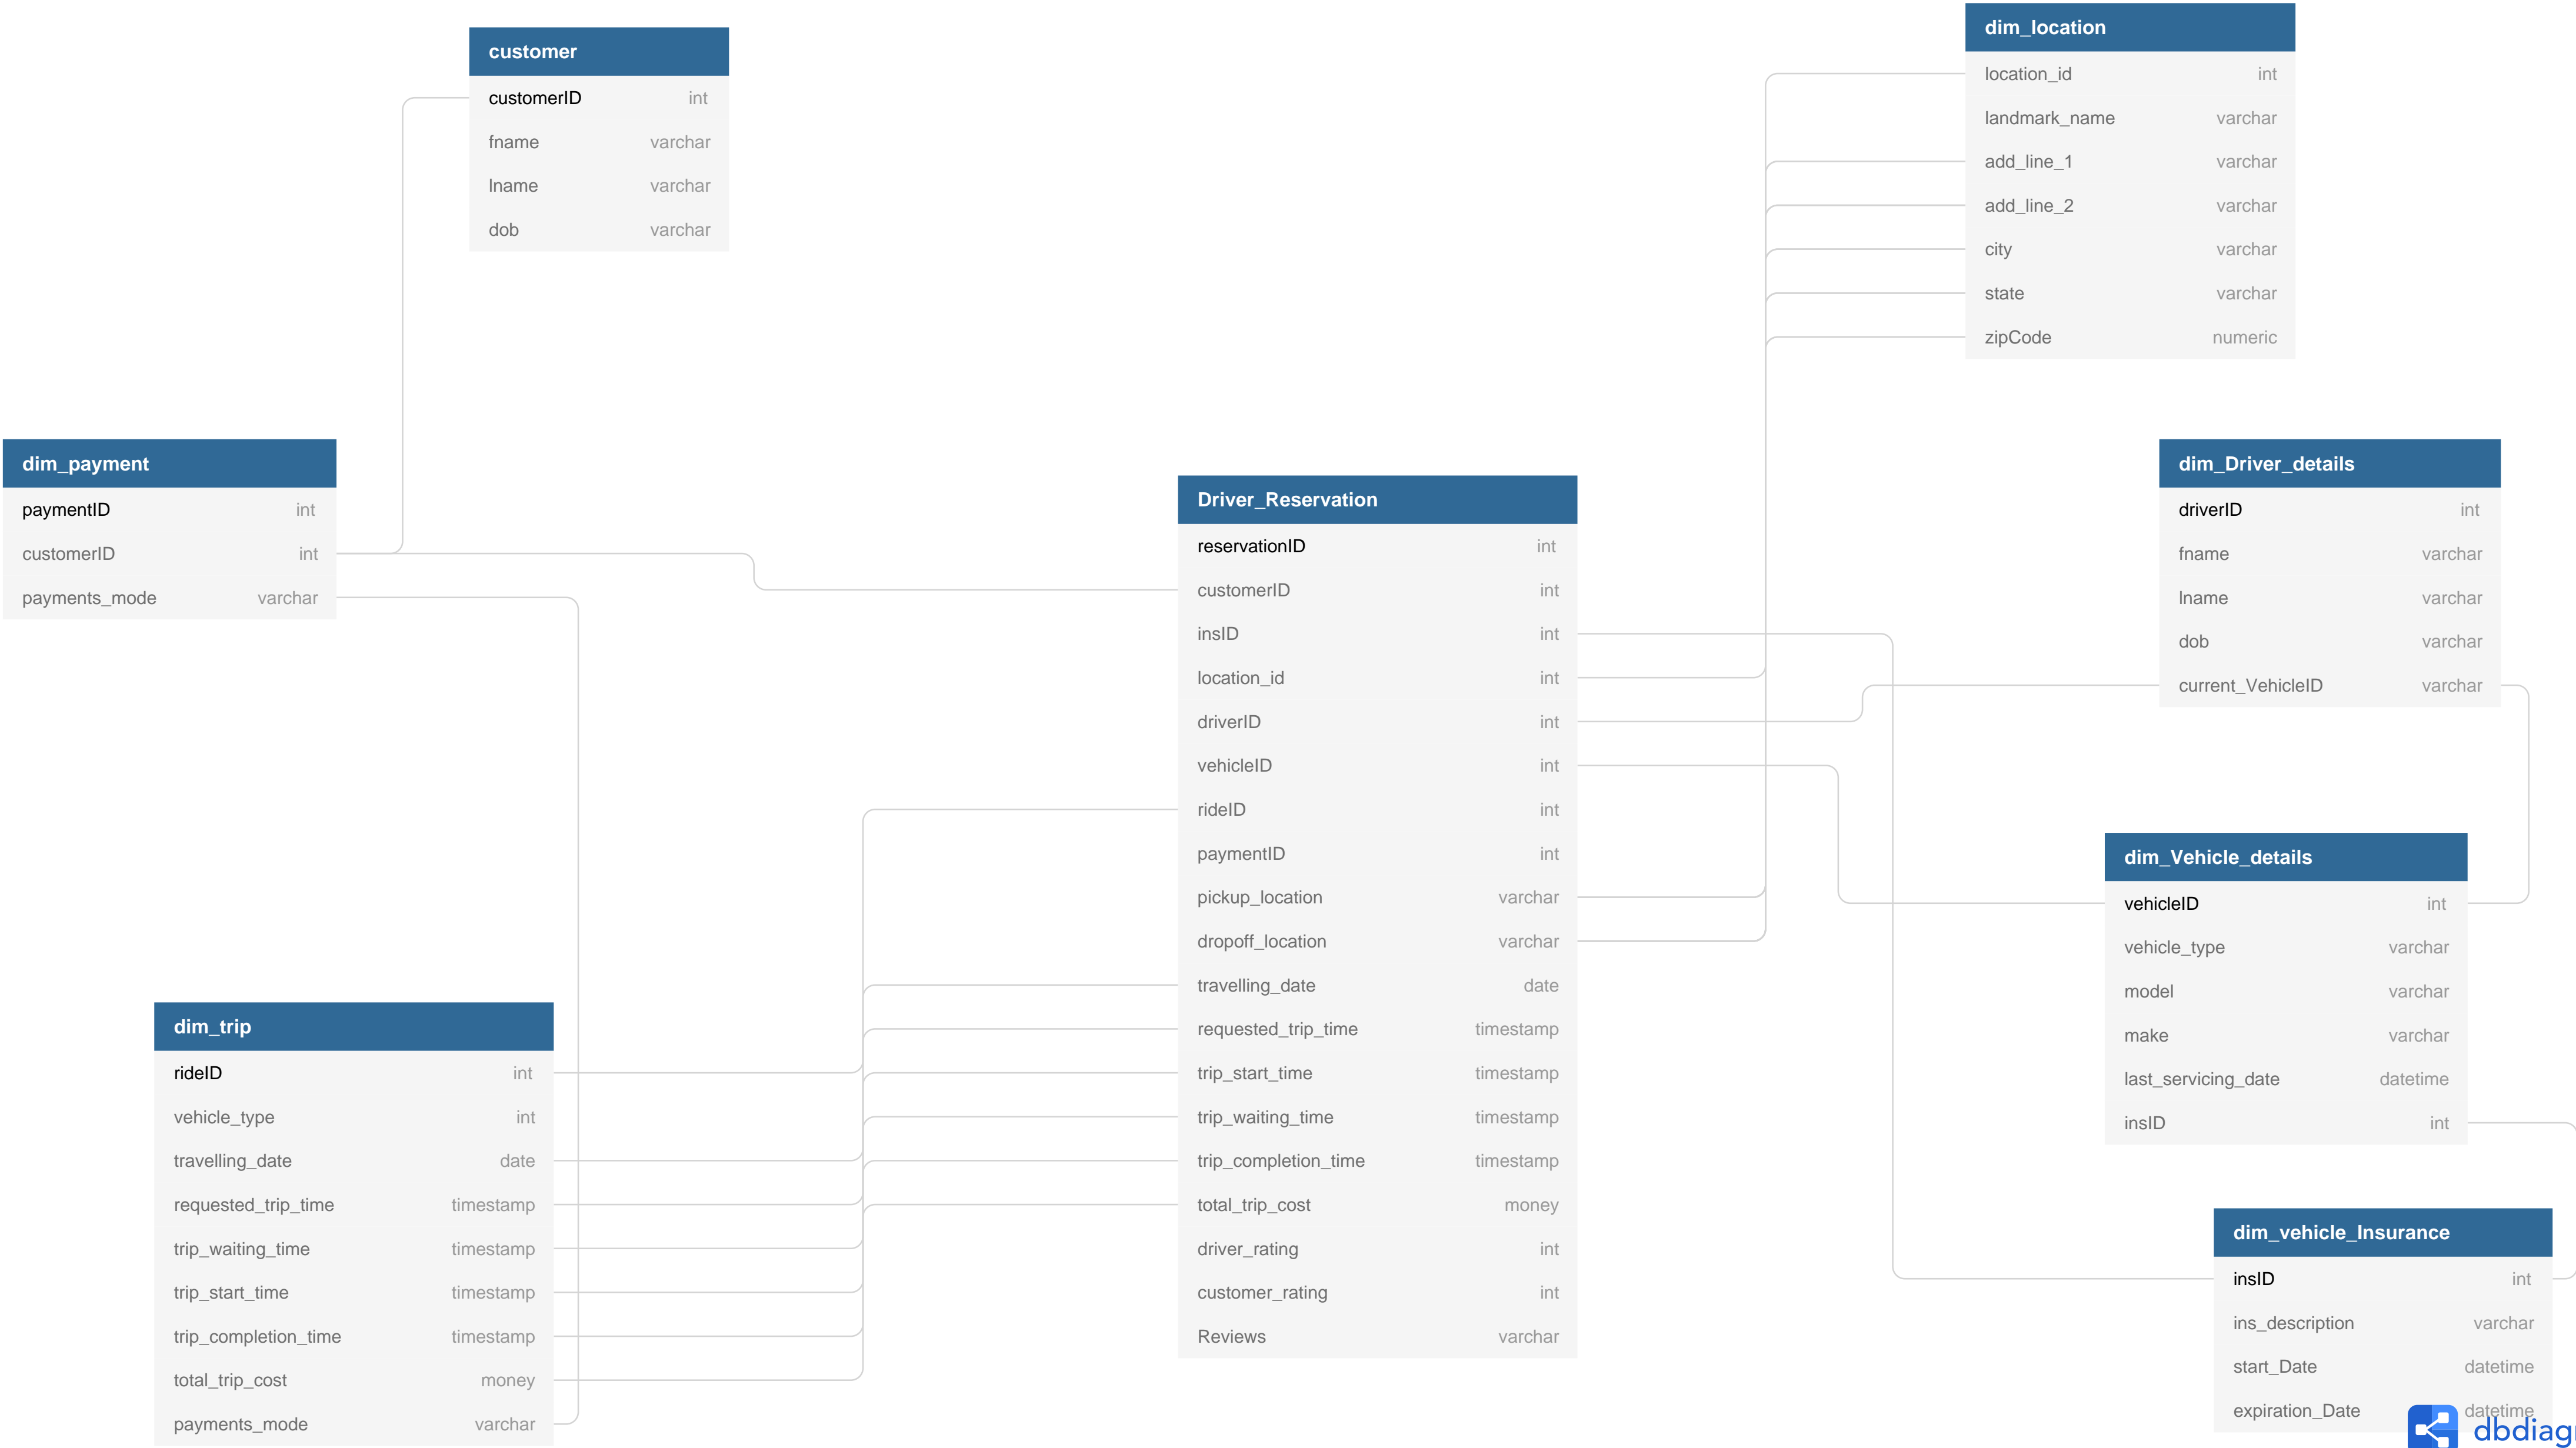 customer
customerID int
fname varchar
lname varchar
dob varchar
dim_location
location_id int
landmark_name varchar
add_line_1 varchar
add_line_2 varchar
city varchar
state varchar
zipCode numeric
dim_payment
paymentID int
customerID int
payments_mode varchar
Driver_Reservation
reservationID int
customerID int
insID int
location_id int
driverID int
vehicleID int
rideID int
paymentID int
pickup_location varchar
dropoff_location varchar
travelling_date date
requested_trip_time timestamp
trip_start_time timestamp
trip_waiting_time timestamp
trip_completion_time timestamp
total_trip_cost money
driver_rating int
customer_rating int
Reviews varchar
dim_Driver_details
driverID int
fname varchar
lname varchar
dob varchar
current_VehicleID varchar
dim_Vehicle_details
vehicleID int
vehicle_type varchar
model varchar
make varchar
last_servicing_date datetime
insID int
dim_trip
rideID int
vehicle_type int
travelling_date date
requested_trip_time timestamp
trip_waiting_time timestamp
trip_start_time timestamp
trip_completion_time timestamp
total_trip_cost money
payments_mode varchar
dim_vehicle_Insurance
insID int
ins_description varchar
start_Date datetime
expiration_Date datetime